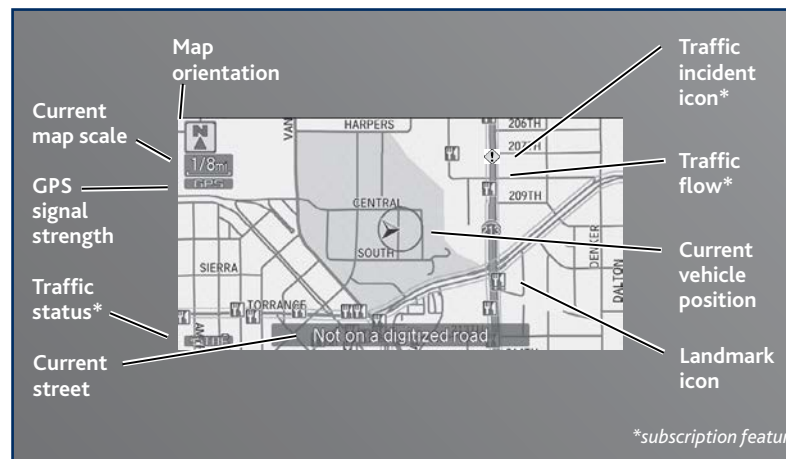 Map
orientation
Current
map scale
GPS
signal
strength
Traffic
status*
Current
street
Traffic
incident
icon*
Traffic
flow*
Current
vehicle
position
Landmark
icon
*subscription featur
N
1/8mi
GPS
VAN
HARPERS
206TH
207TH
209TH
CENTRAL
213
SOUTH
SIERRA
TORRANCE
DENKER
DALTON
Not on a digitized road